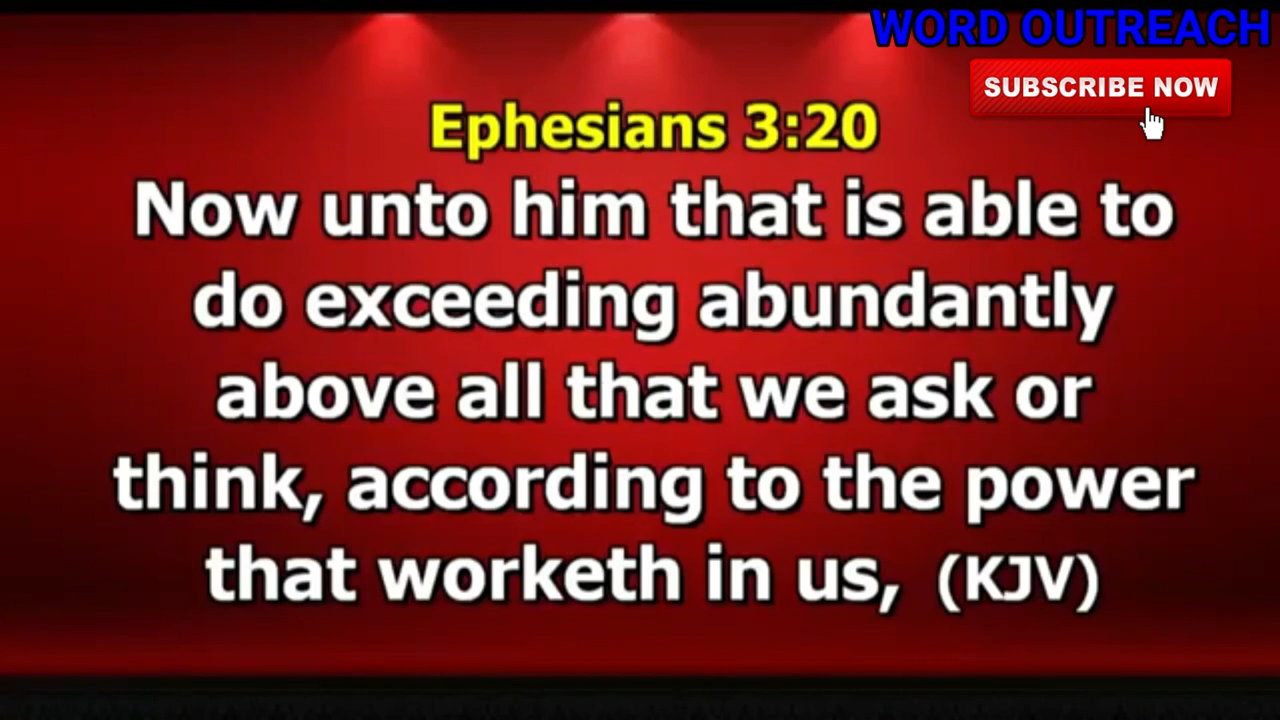 WORD OUTREACH
SUBSCRIBE NOW
Ephesians 3:20
Now unto him that is able to
do exceeding abundantly
above all that we ask or
think, according to the power
that worketh in us, (KJV)